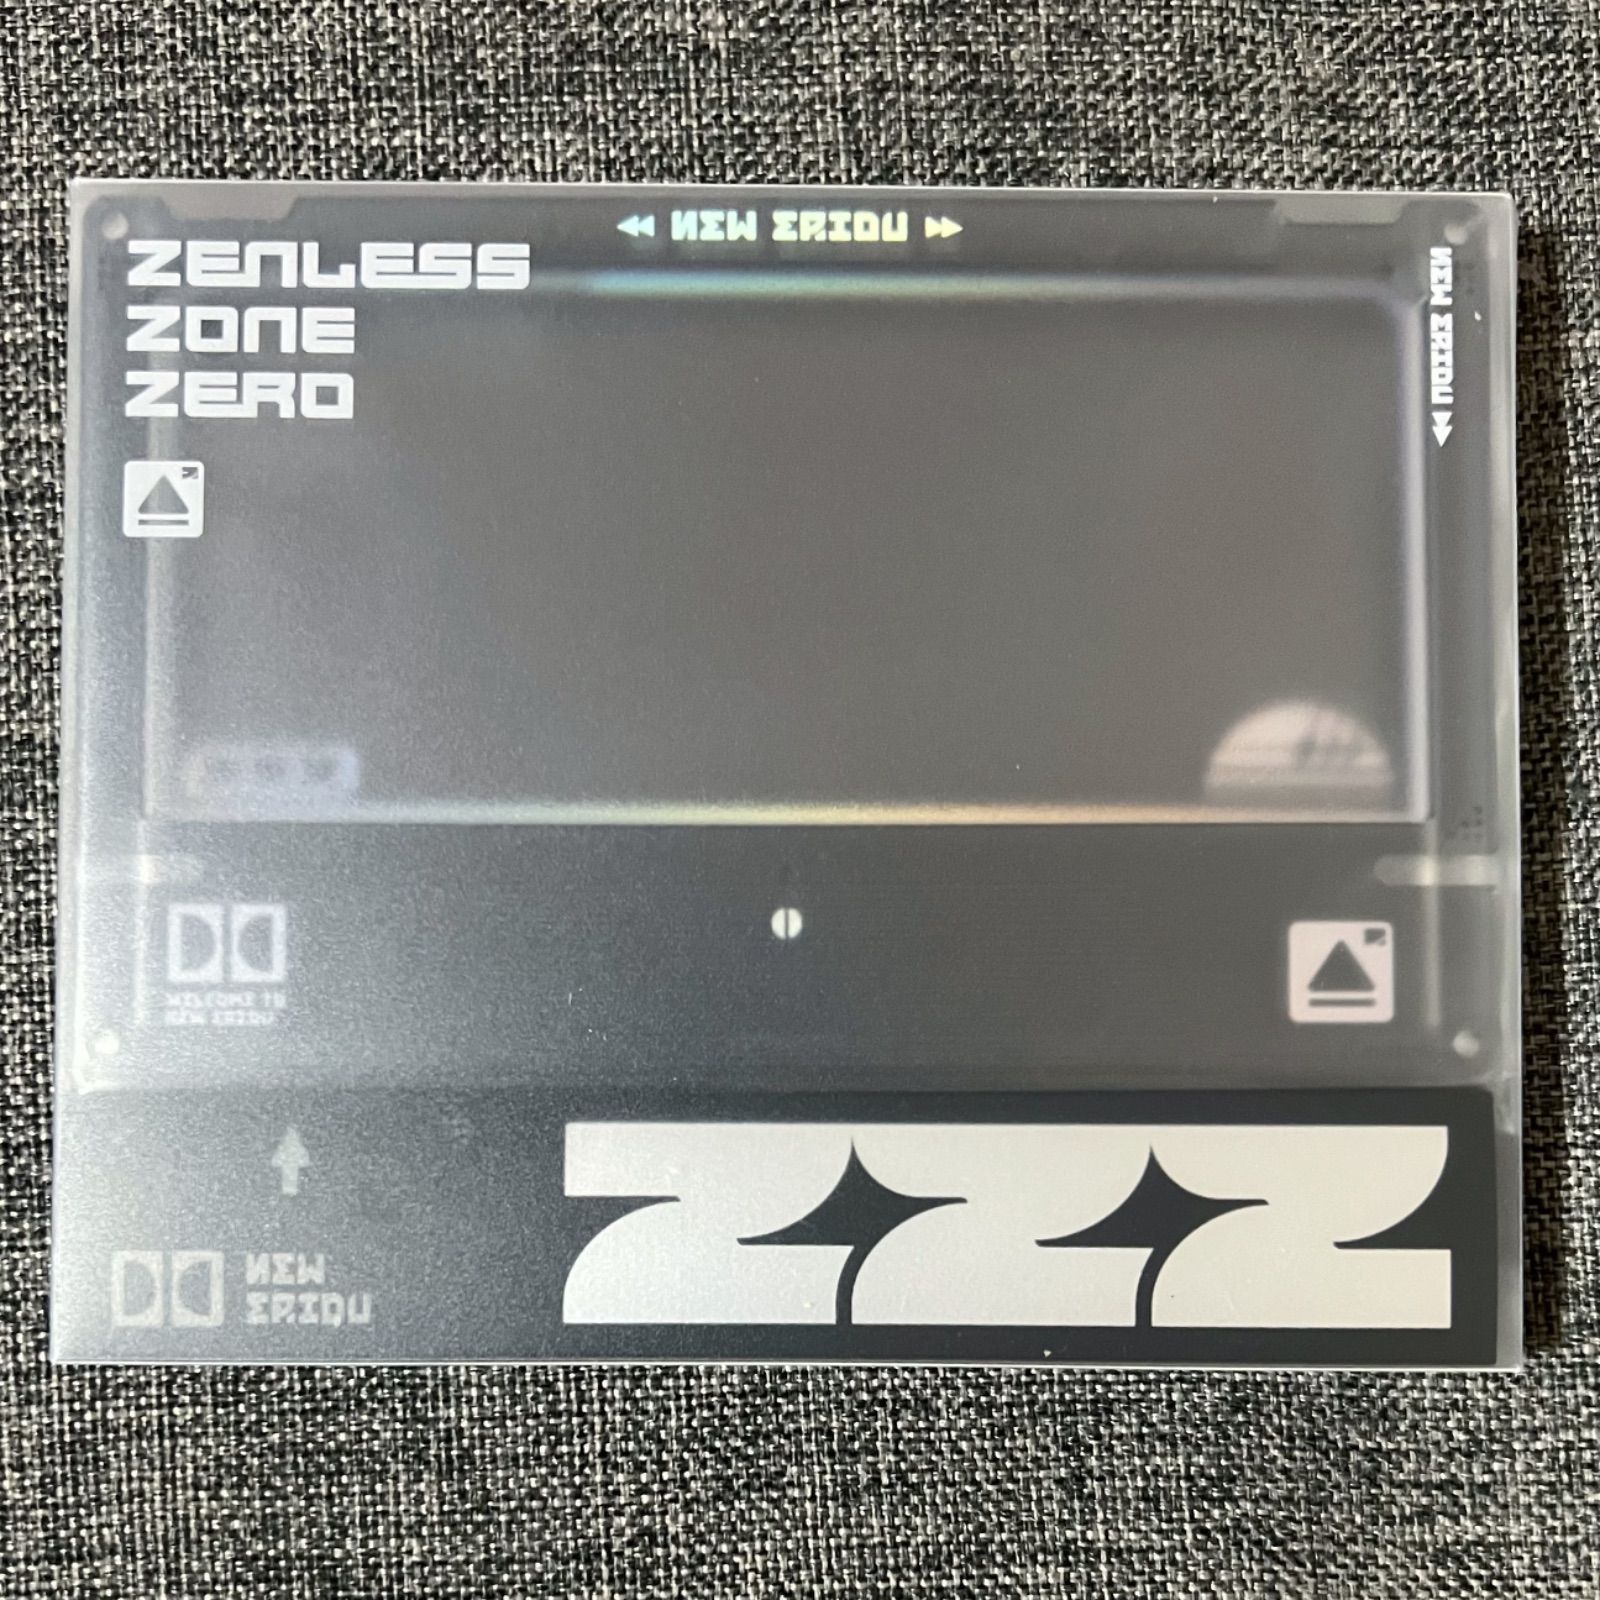 ZENLESS
ZONE
ZERO
NEW ERIDU
NEW ERIDU
WELCOME TO
NEW ERIDU
NEW
ERIDU
ZZZ